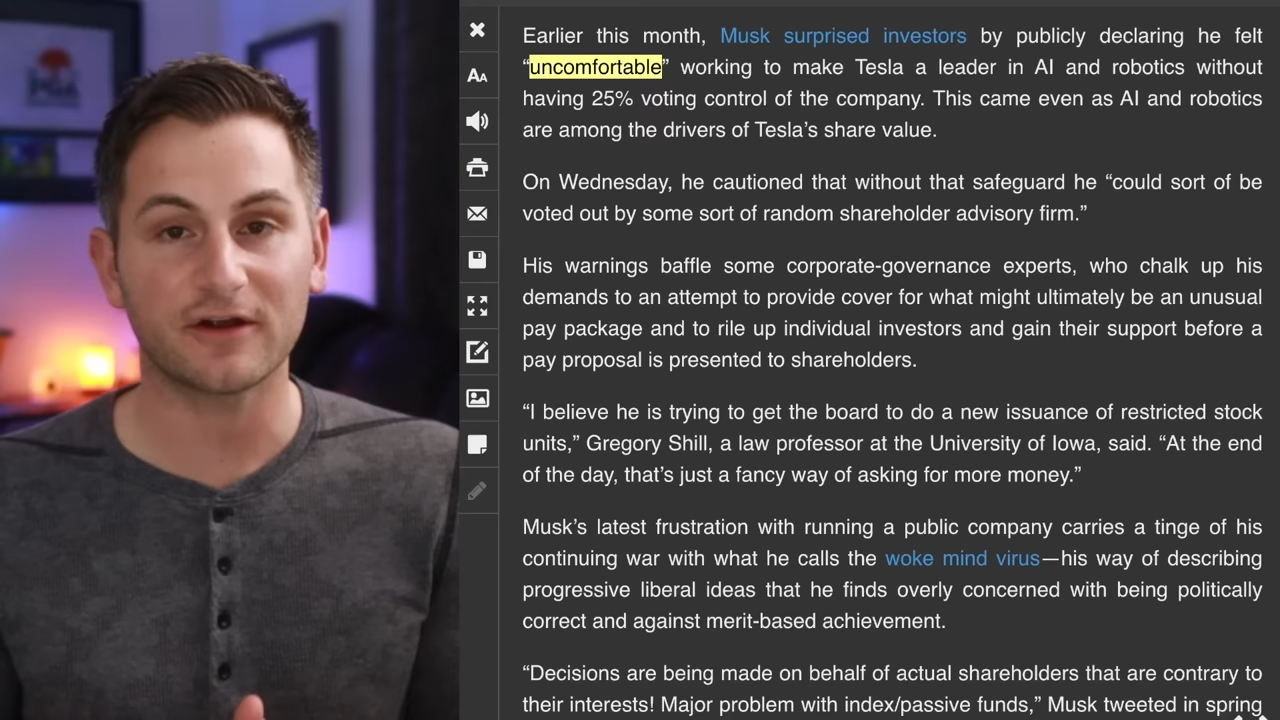 Earlier this month, Musk surprised investors by publicly declaring he felt
“uncomfortable” working to make Tesla a leader in AI and robotics without
having 25% voting control of the company. This came even as AI and robotics
are among the drivers of Tesla’s share value.
On Wednesday, he cautioned that without that safeguard he “could sort of be
voted out by some sort of random shareholder advisory firm.”
His warnings baffle some corporate-governance experts, who chalk up his
demands to an attempt to provide cover for what might ultimately be an unusual
pay package and to rile up individual investors and gain their support before a
pay proposal is presented to shareholders.
“I believe he is trying to get the board to do a new issuance of restricted stock
units,” Gregory Shill, a law professor at the University of Iowa, said. “At the end
of the day, that’s just a fancy way of asking for more money.”
Musk’s latest frustration with running a public company carries a tinge of his
continuing war with what he calls the woke mind virus—his way of describing
progressive liberal ideas that he finds overly concerned with being politically
correct and against merit-based achievement.
“Decisions are being made on behalf of actual shareholders that are contrary to
their interests! Major problem with index/passive funds,” Musk tweeted in spring